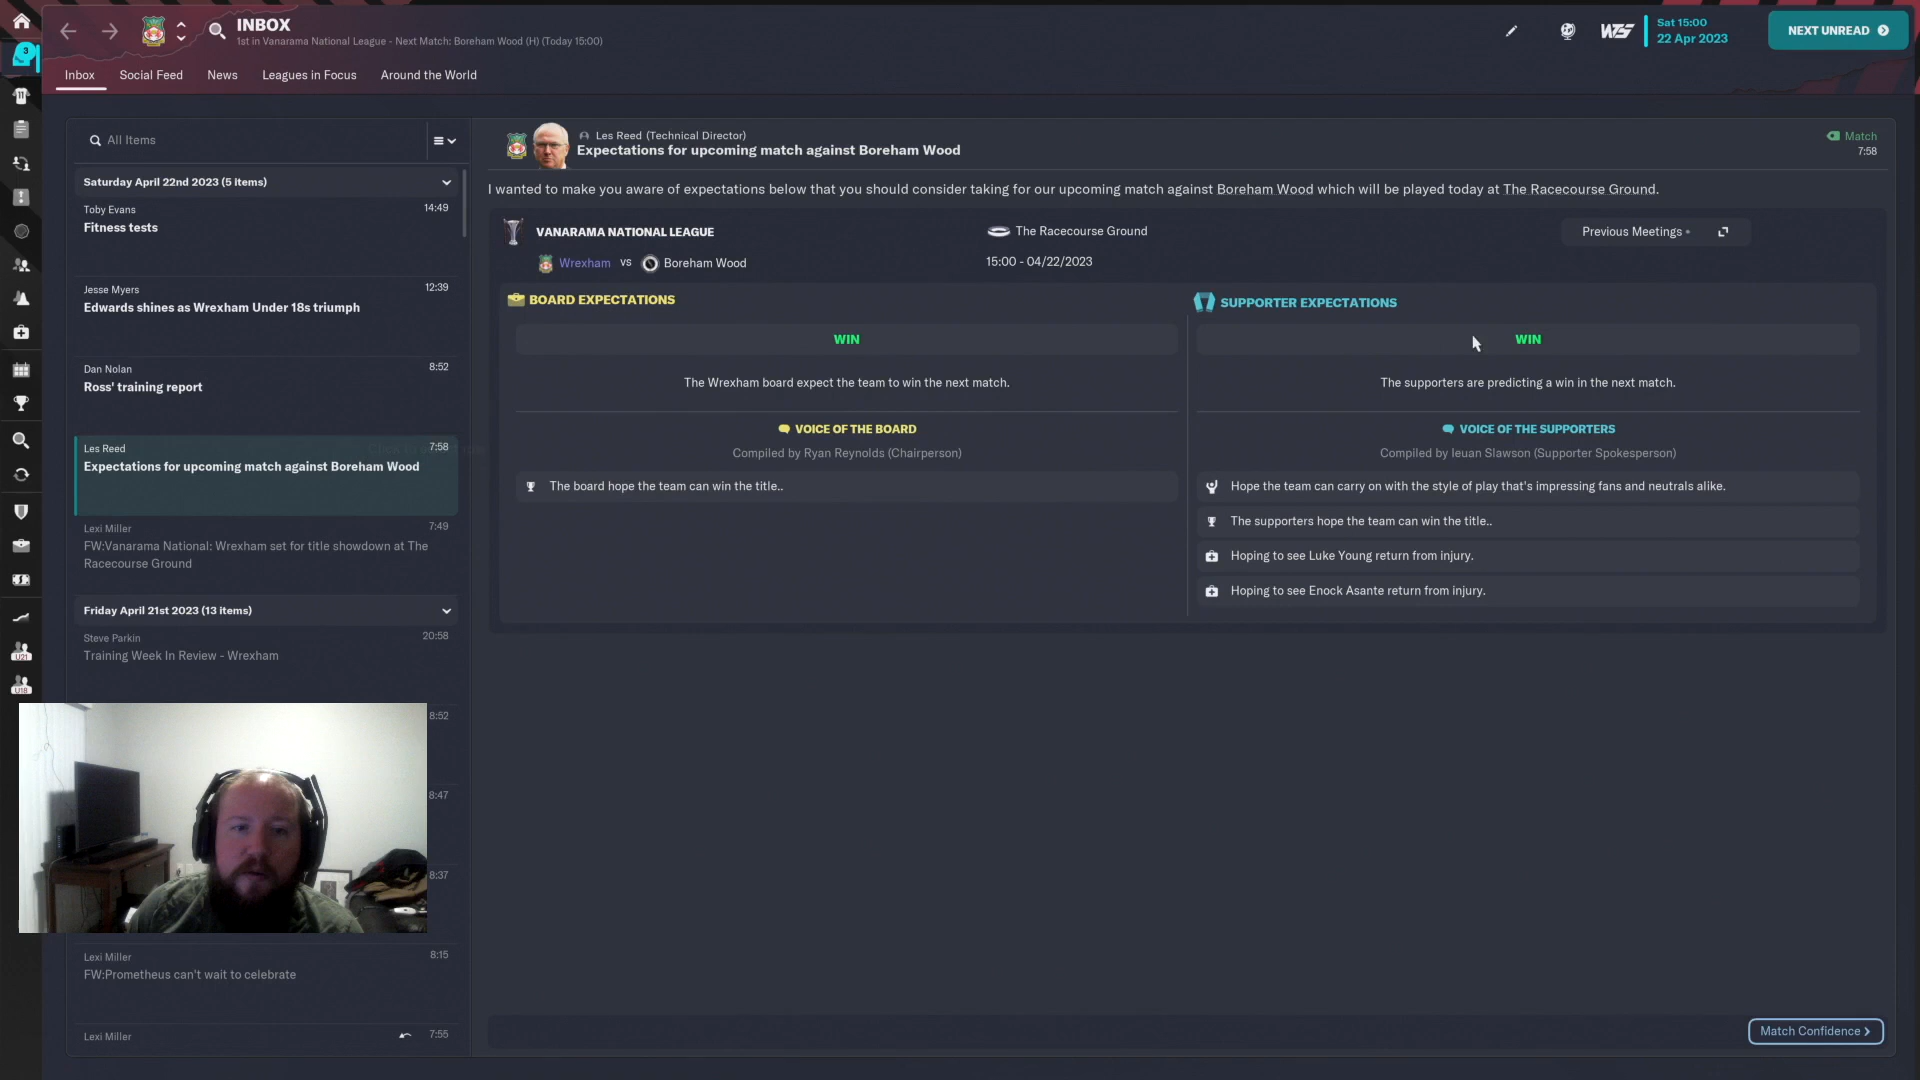 INBOX
1st in Vanarama National League - Next Match: Boreham Wood (H) (Today 15:00)
Sat 15:00
22 Apr 2023
NEXT UNREAD
3
Inbox
Social Feed
News
Leagues in Focus
Around the World
All Items
Saturday April 22nd 2023 (5 items)
Toby Evans
14:49
Fitness tests
Jesse Myers
12:39
Edwards shines as Wrexham Under 18s triumph
Dan Nolan
8:52
Ross' training report
Les Reed
7:58
Expectations for upcoming match against Boreham Wood
Lexi Miller
7:49
FW:Vanarama National: Wrexham set for title showdown at The
Racecourse Ground
Friday April 21st 2023 (13 items)
Steve Parkin
20:58
Training Week In Review - Wrexham
8:52
8:47
8:37
Lexi Miller
8:15
FW:Prometheus can't wait to celebrate
Lexi Miller
7:55
U21
U18
Les Reed (Technical Director)
Expectations for upcoming match against Boreham Wood
Match
7:58
I wanted to make you aware of expectations below that you should consider taking for our upcoming match against Boreham Wood which will be played today at The Racecourse Ground.
VANARAMA NATIONAL LEAGUE
The Racecourse Ground
Previous Meetings
Wrexham vs Boreham Wood
15:00 - 04/22/2023
BOARD EXPECTATIONS
WIN
The Wrexham board expect the team to win the next match.
VOICE OF THE BOARD
Compiled by Ryan Reynolds (Chairperson)
The board hope the team can win the title..
SUPPORTER EXPECTATIONS
WIN
The supporters are predicting a win in the next match.
VOICE OF THE SUPPORTERS
Compiled by Ieuan Slawson (Supporter Spokesperson)
Hope the team can carry on with the style of play that's impressing fans and neutrals alike.
The supporters hope the team can win the title..
Hoping to see Luke Young return from injury.
Hoping to see Enock Asante return from injury.
Match Confidence